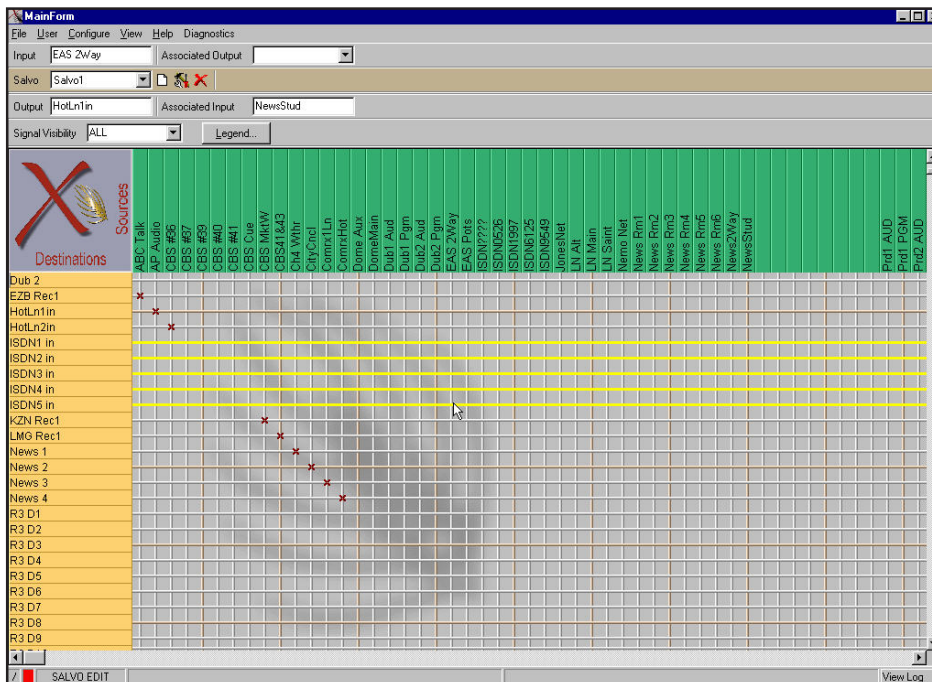 MainForm
File User Configure View Help Diagnostics
Input EAS 2Way Associated Output
Salvo Salvo1
Output HotLn1in Associated Input NewsStud
Signal Visibility ALL Legend...
Sources
Destinations
ABC Talk
AP Audio
CBS #36
CBS #37
CBS #39
CBS #40
CBS #41
CBS Cue
CBS MktW
CBS41&43
Ch4 Wthr
CityCncl
Comrx1Ln
ComrxHot
Dome Aux
DomeMain
Dub1 Aud
Dub1 Pgrm
Dub2 Aud
Dub2 Pgrm
EAS 2Way
EAS Pots
ISDN????
ISDN0526
ISDN1997
ISDN6125
ISDN9549
JonesNet
LN Alt
LN Main
LN Saint
Nemo Net
News Rm1
News Rm2
News Rm3
News Rm4
News Rm5
News Rm6
News2Way
NewsStud
Prd1 AUD
Prd1 PGM
Prd2 AUD
Dub 2
EZB Rec1
HotLn1in
HotLn2in
ISDN1 in
ISDN2 in
ISDN3 in
ISDN4 in
ISDN5 in
KZN Rec1
LMG Rec1
News 1
News 2
News 3
News 4
R3 D1
R3 D2
R3 D3
R3 D4
R3 D5
R3 D6
R3 D7
R3 D8
R3 D9
/ SALVO EDIT View Log